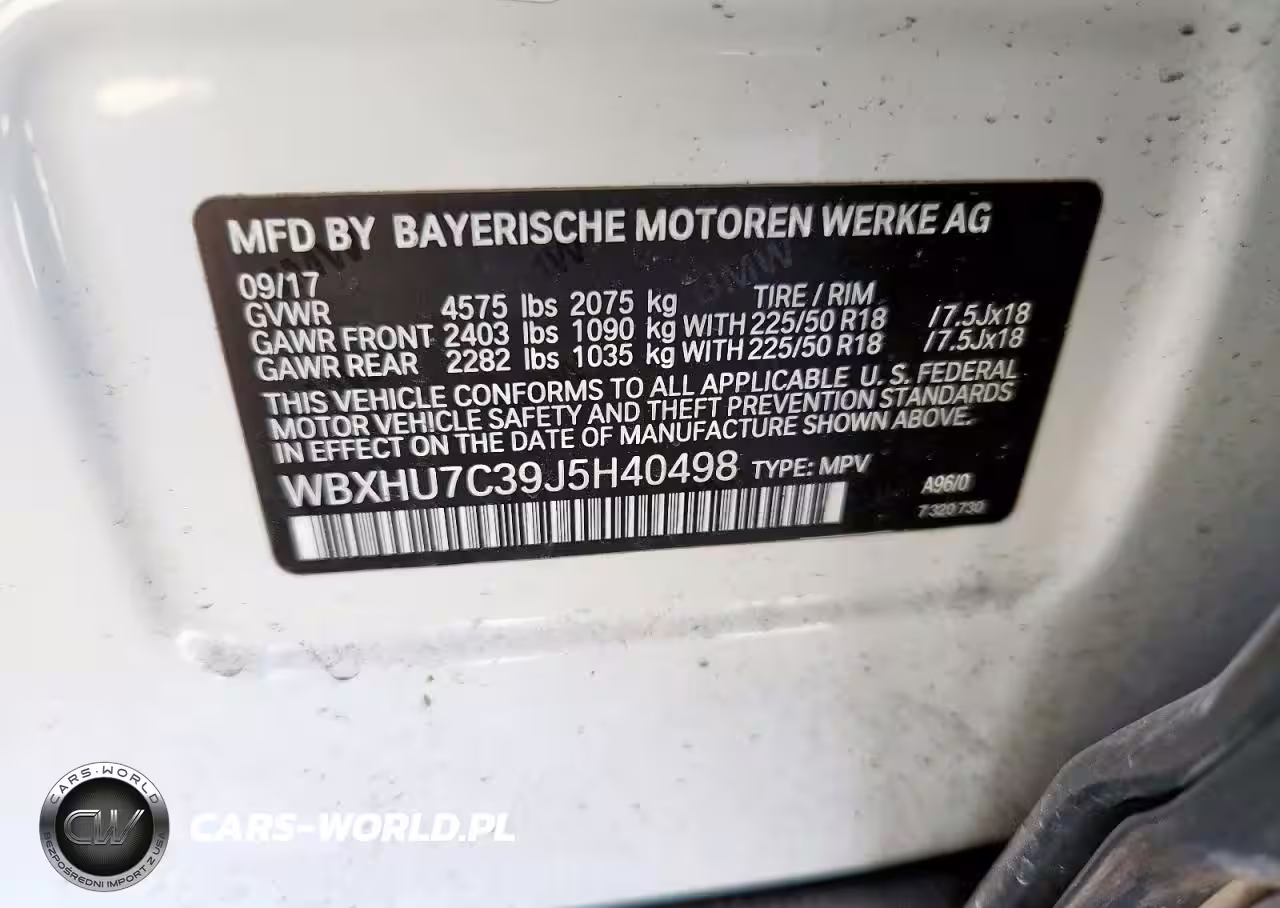 MFD BY BAYERISCHE MOTOREN WERKE AG
09/17
GVWR 4575 lbs 2075 kg TIRE / RIM
GAWR FRONT 2403 lbs 1090 kg WITH 225/50 R18 /7.5Jx18
GAWR REAR 2282 lbs 1035 kg WITH 225/50 R18 /7.5Jx18
THIS VEHICLE CONFORMS TO ALL APPLICABLE U. S. FEDERAL
MOTOR VEHICLE SAFETY AND THEFT PREVENTION STANDARDS
IN EFFECT ON THE DATE OF MANUFACTURE SHOWN ABOVE.
WBXHU7C39J5H40498 TYPE: MPV
A96/0
7 320 730
CARS-WORLD
CW
BEZPOŚREDNI IMPORT Z USA
CARS-WORLD.PL